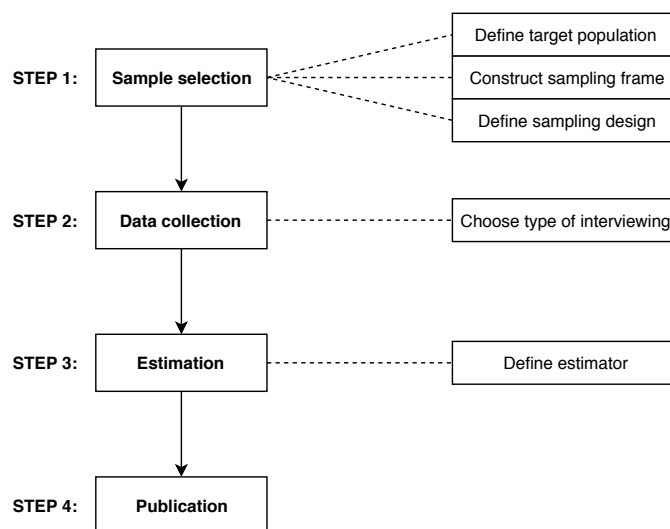 Define target population
STEP 1: Sample selection Construct sampling frame
Define sampling design
STEP 2: Data collection Choose type of interviewing
STEP 3: Estimation Define estimator
STEP 4: Publication